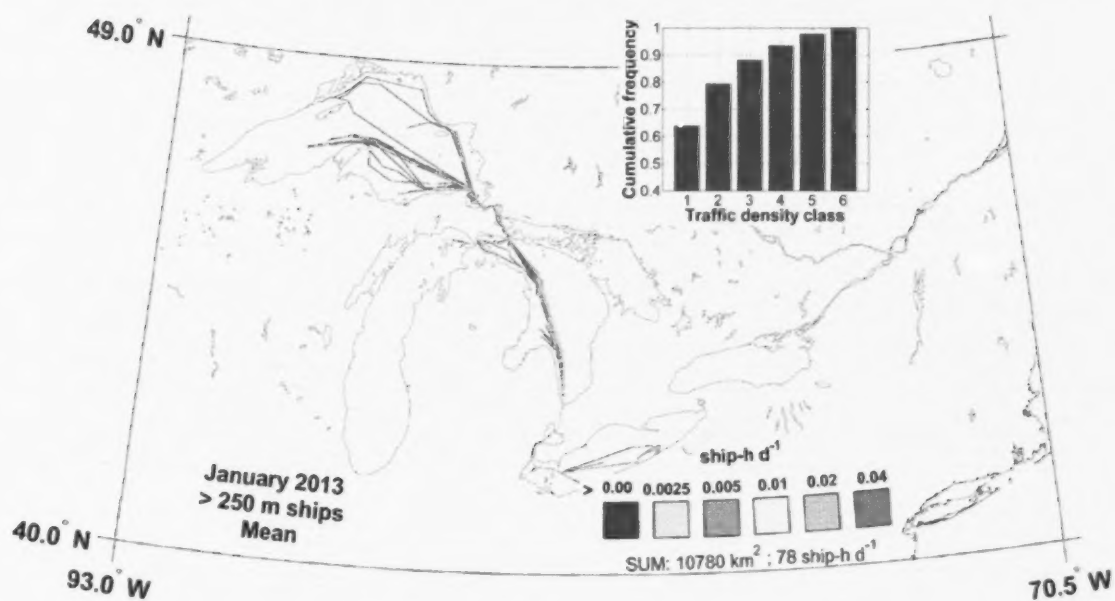 49.0° N
1
0.9
0.8
0.7
0.6
0.5
0.4
Cumulative frequency
1 2 3 4 5 6
Traffic density class
January 2013
> 250 m ships
Mean
ship-h d-1
> 0.00 0.0025 0.005 0.01 0.02 0.04
SUM: 10780 km2 ; 78 ship-h d-1
40.0° N
93.0° W
70.5° W